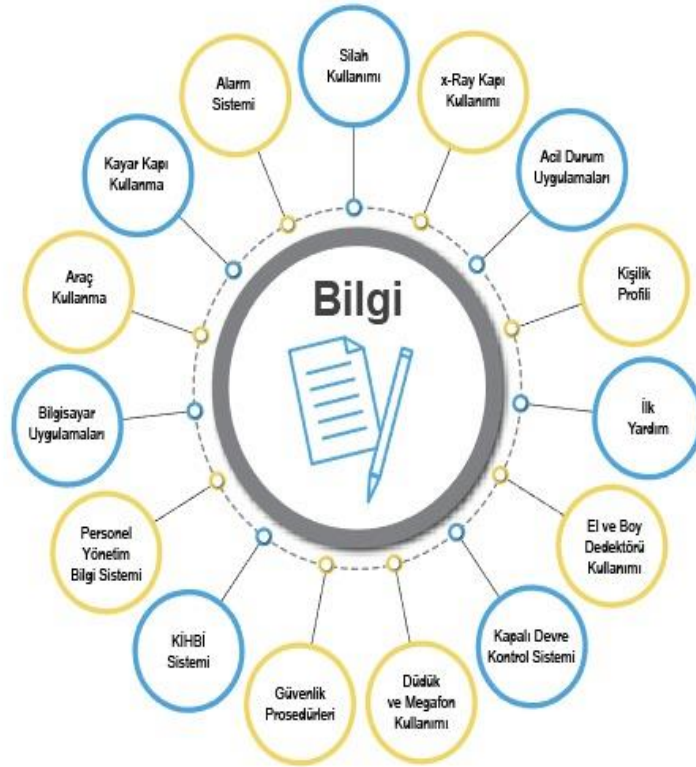 Bilgi
Silah
Kullanımı
x-Ray Kapı
Kullanımı
Acil Durum
Uygulamaları
Kişilik
Profili
İlk
Yardım
El ve Boy
Dedektörü
Kullanımı
Kapalı Devre
Kontrol Sistemi
Düdük
ve Megafon
Kullanımı
Güvenlik
Prosedürleri
KİHBİ
Sistemi
Personel
Yönetim
Bilgi Sistemi
Bilgisayar
Uygulamaları
Araç
Kullanma
Kayar Kapı
Kullanma
Alarm
Sistemi